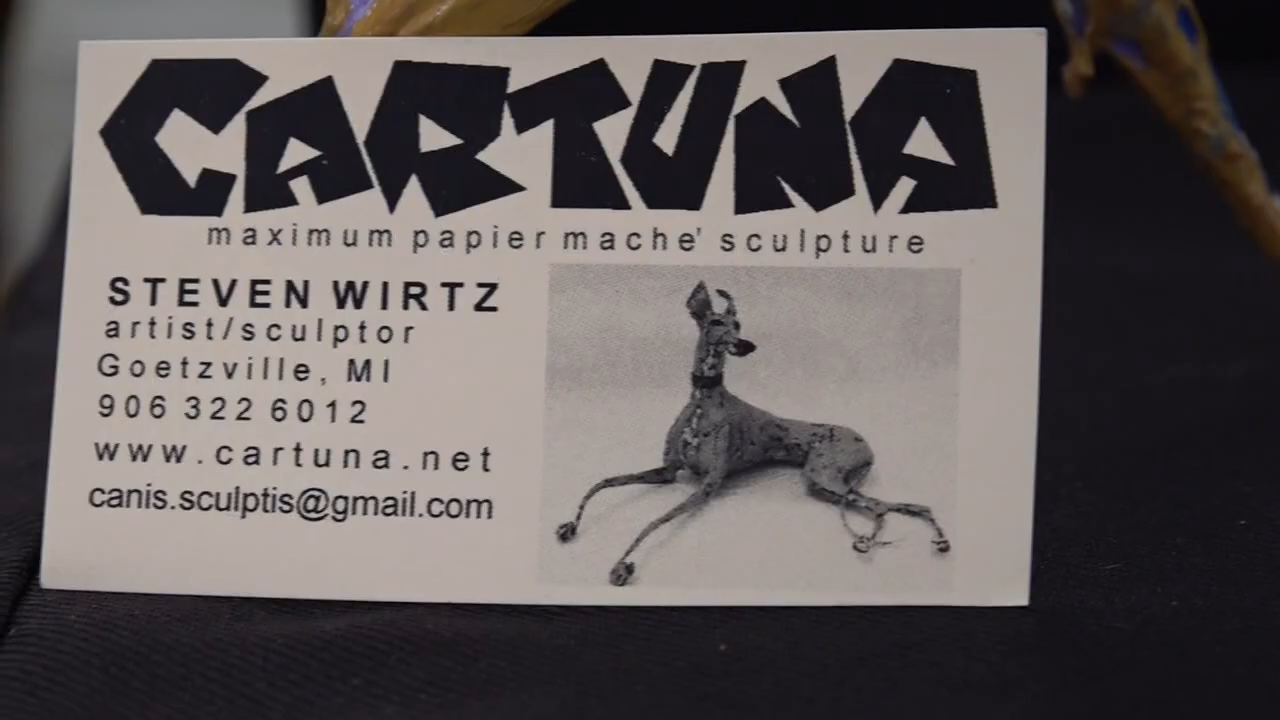 CARTUNA
maximum papier mache' sculpture
STEVEN WIRTZ
artist/sculptor
Goetzville, MI
906 322 6012
www.cartuna.net
canis.sculptis@gmail.com